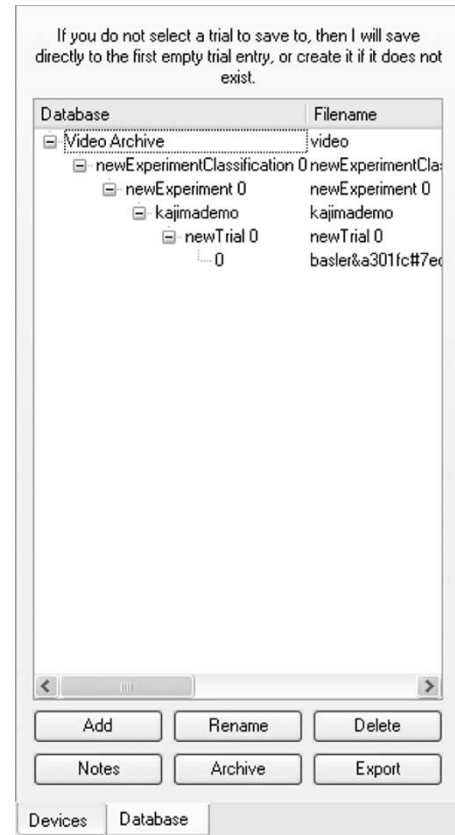 If you do not select a trial to save to, then I will save
directly to the first empty trial entry, or create it if it does not
exist.
Database Filename
Video Archive video
newExperimentClassification 0 newExperimentCla
newExperiment 0 newExperiment 0
kajimademo kajimademo
newTrial 0 newTrial 0
0 basler&a301fc#7ec
Add Rename Delete
Notes Archive Export
Devices Database